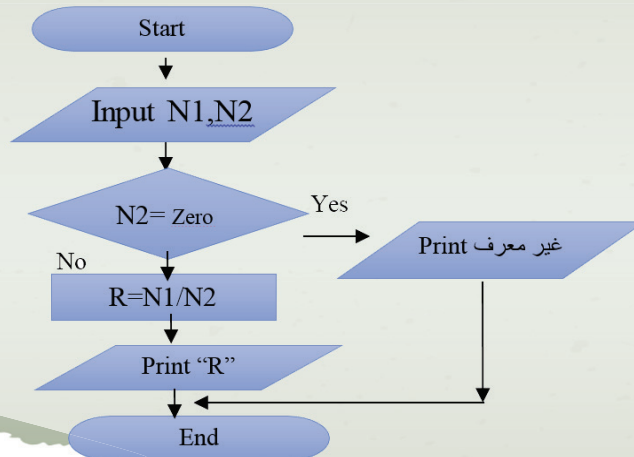 Start
Input N1,N2
N2= Zero
Yes
Print غير معرف
No
R=N1/N2
Print “R”
End